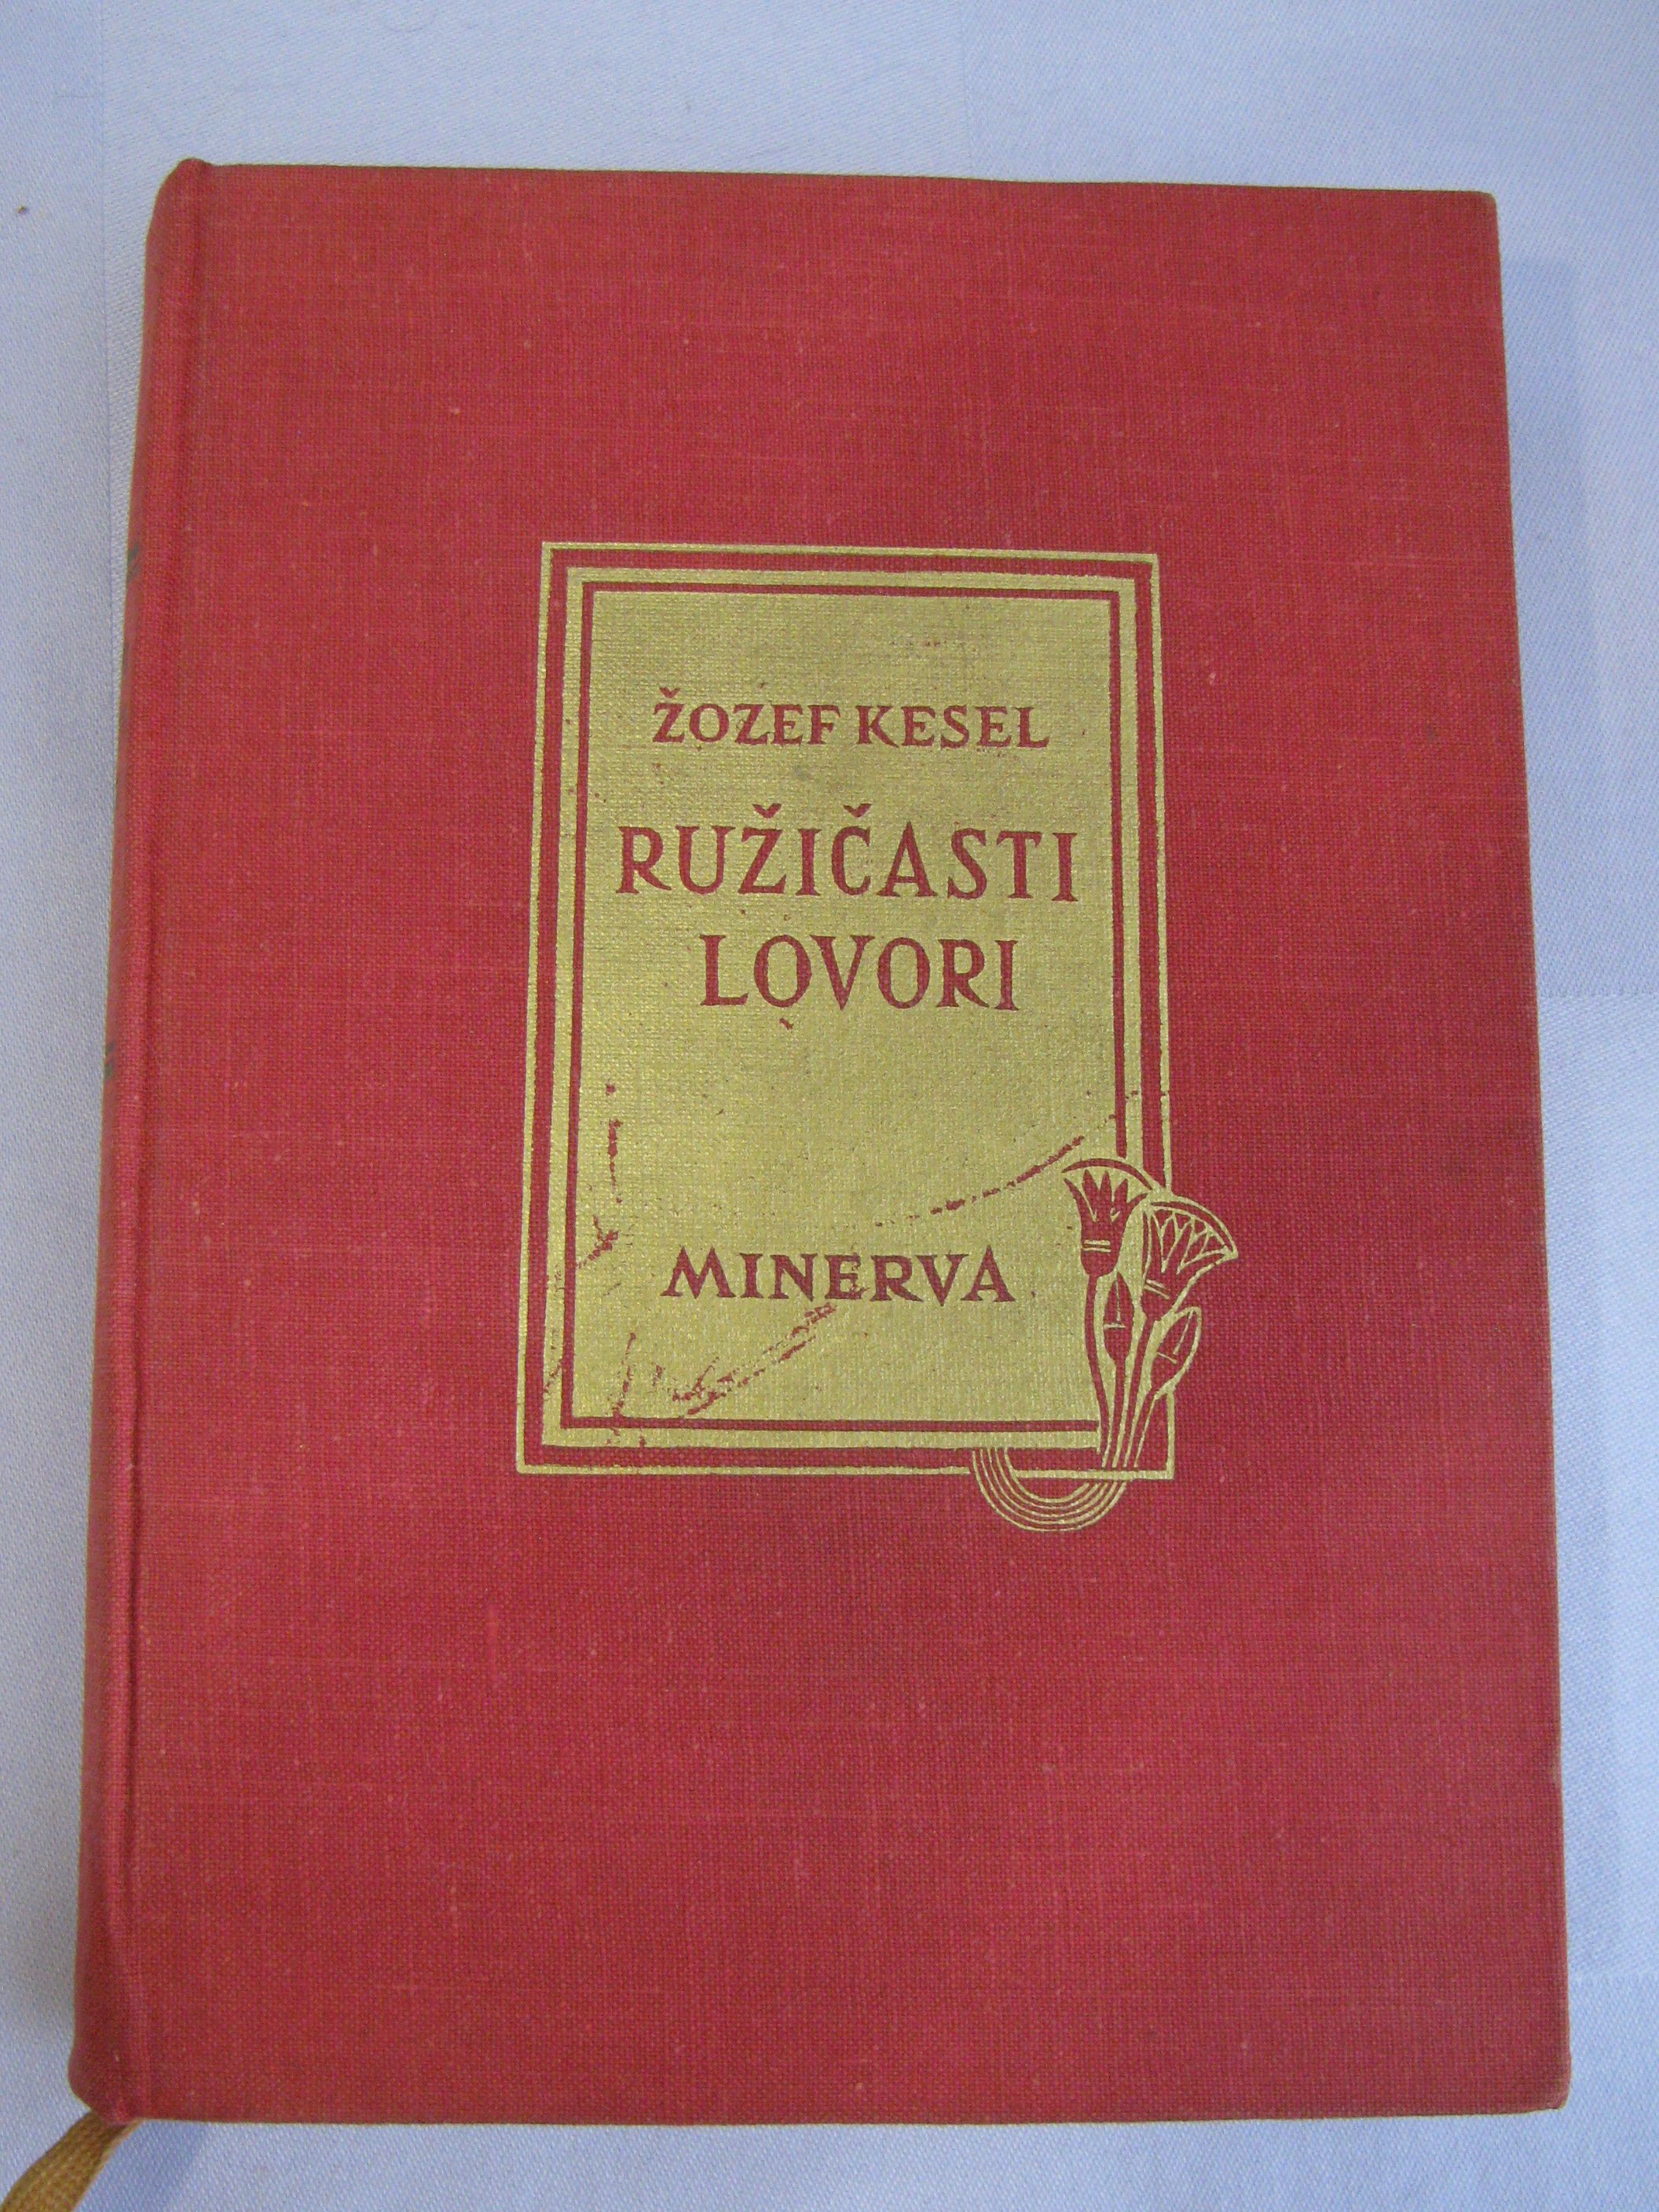 ŽOZEF KESEL
RUŽIČASTI
LOVORI
MINERVA